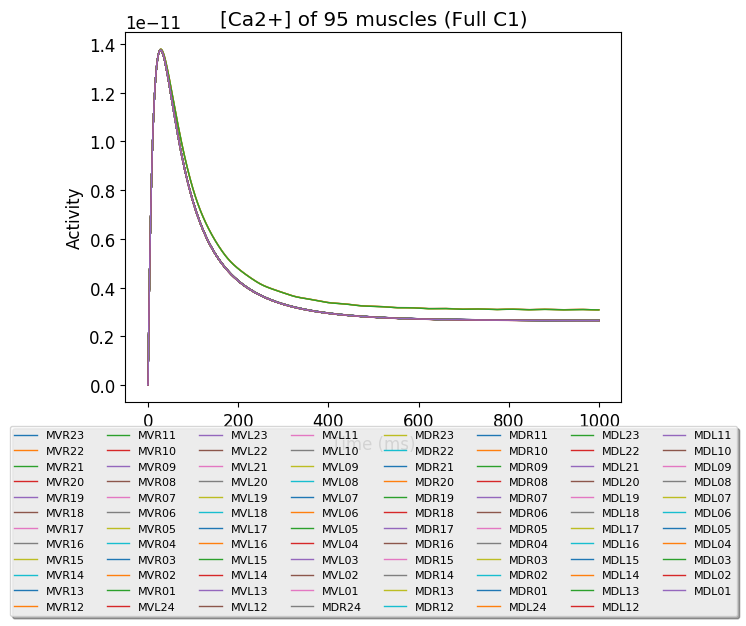 [Ca2+] of 95 muscles (Full C1)
1e−11
1.4
1.2
1.0
0.8
0.6
0.4
0.2
0.0
Activity
0 200 400 600 800 1000
Time (ms)
MVR23 MVR11 MVL23 MVL11 MDR23 MDR11 MDL23 MDL11
MVR22 MVR10 MVL22 MVL10 MDR22 MDR10 MDL22 MDL10
MVR21 MVR09 MVL21 MVL09 MDR21 MDR09 MDL21 MDL09
MVR20 MVR08 MVL20 MVL08 MDR20 MDR08 MDL20 MDL08
MVR19 MVR07 MVL19 MVL07 MDR19 MDR07 MDL19 MDL07
MVR18 MVR06 MVL18 MVL06 MDR18 MDR06 MDL18 MDL06
MVR17 MVR05 MVL17 MVL05 MDR17 MDR05 MDL17 MDL05
MVR16 MVR04 MVL16 MVL04 MDR16 MDR04 MDL16 MDL04
MVR15 MVR03 MVL15 MVL03 MDR15 MDR03 MDL15 MDL03
MVR14 MVR02 MVL14 MVL02 MDR14 MDR02 MDL14 MDL02
MVR13 MVR01 MVL13 MVL01 MDR13 MDR01 MDL13 MDL01
MVR12 MVL24 MVL12 MDR24 MDR12 MDL24 MDL12